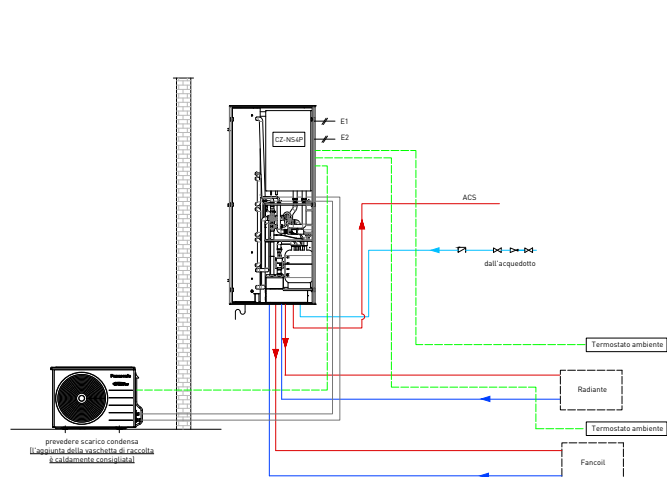 E1
CZ-NS4P
E2
ACS
dall'acquedotto
Termostato ambiente
Panasonic
Radiante
Termostato ambiente
prevedere scarico condensa
(l'aggiunta della vaschetta di raccolta
è caldamente consigliata)
Fancoil